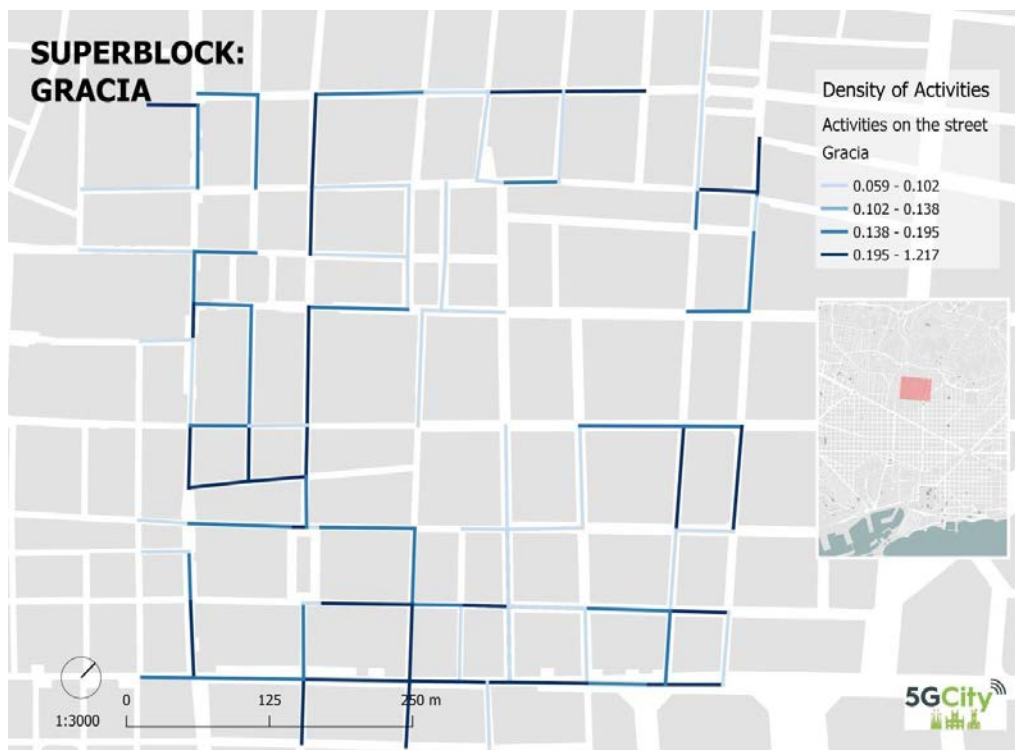 SUPERBLOCK:
GRACIA
Density of Activities
Activities on the street
Gracia
0.059 - 0.102
0.102 - 0.138
0.138 - 0.195
0.195 - 1.217
0 125 250 m
1:3000
5GCity